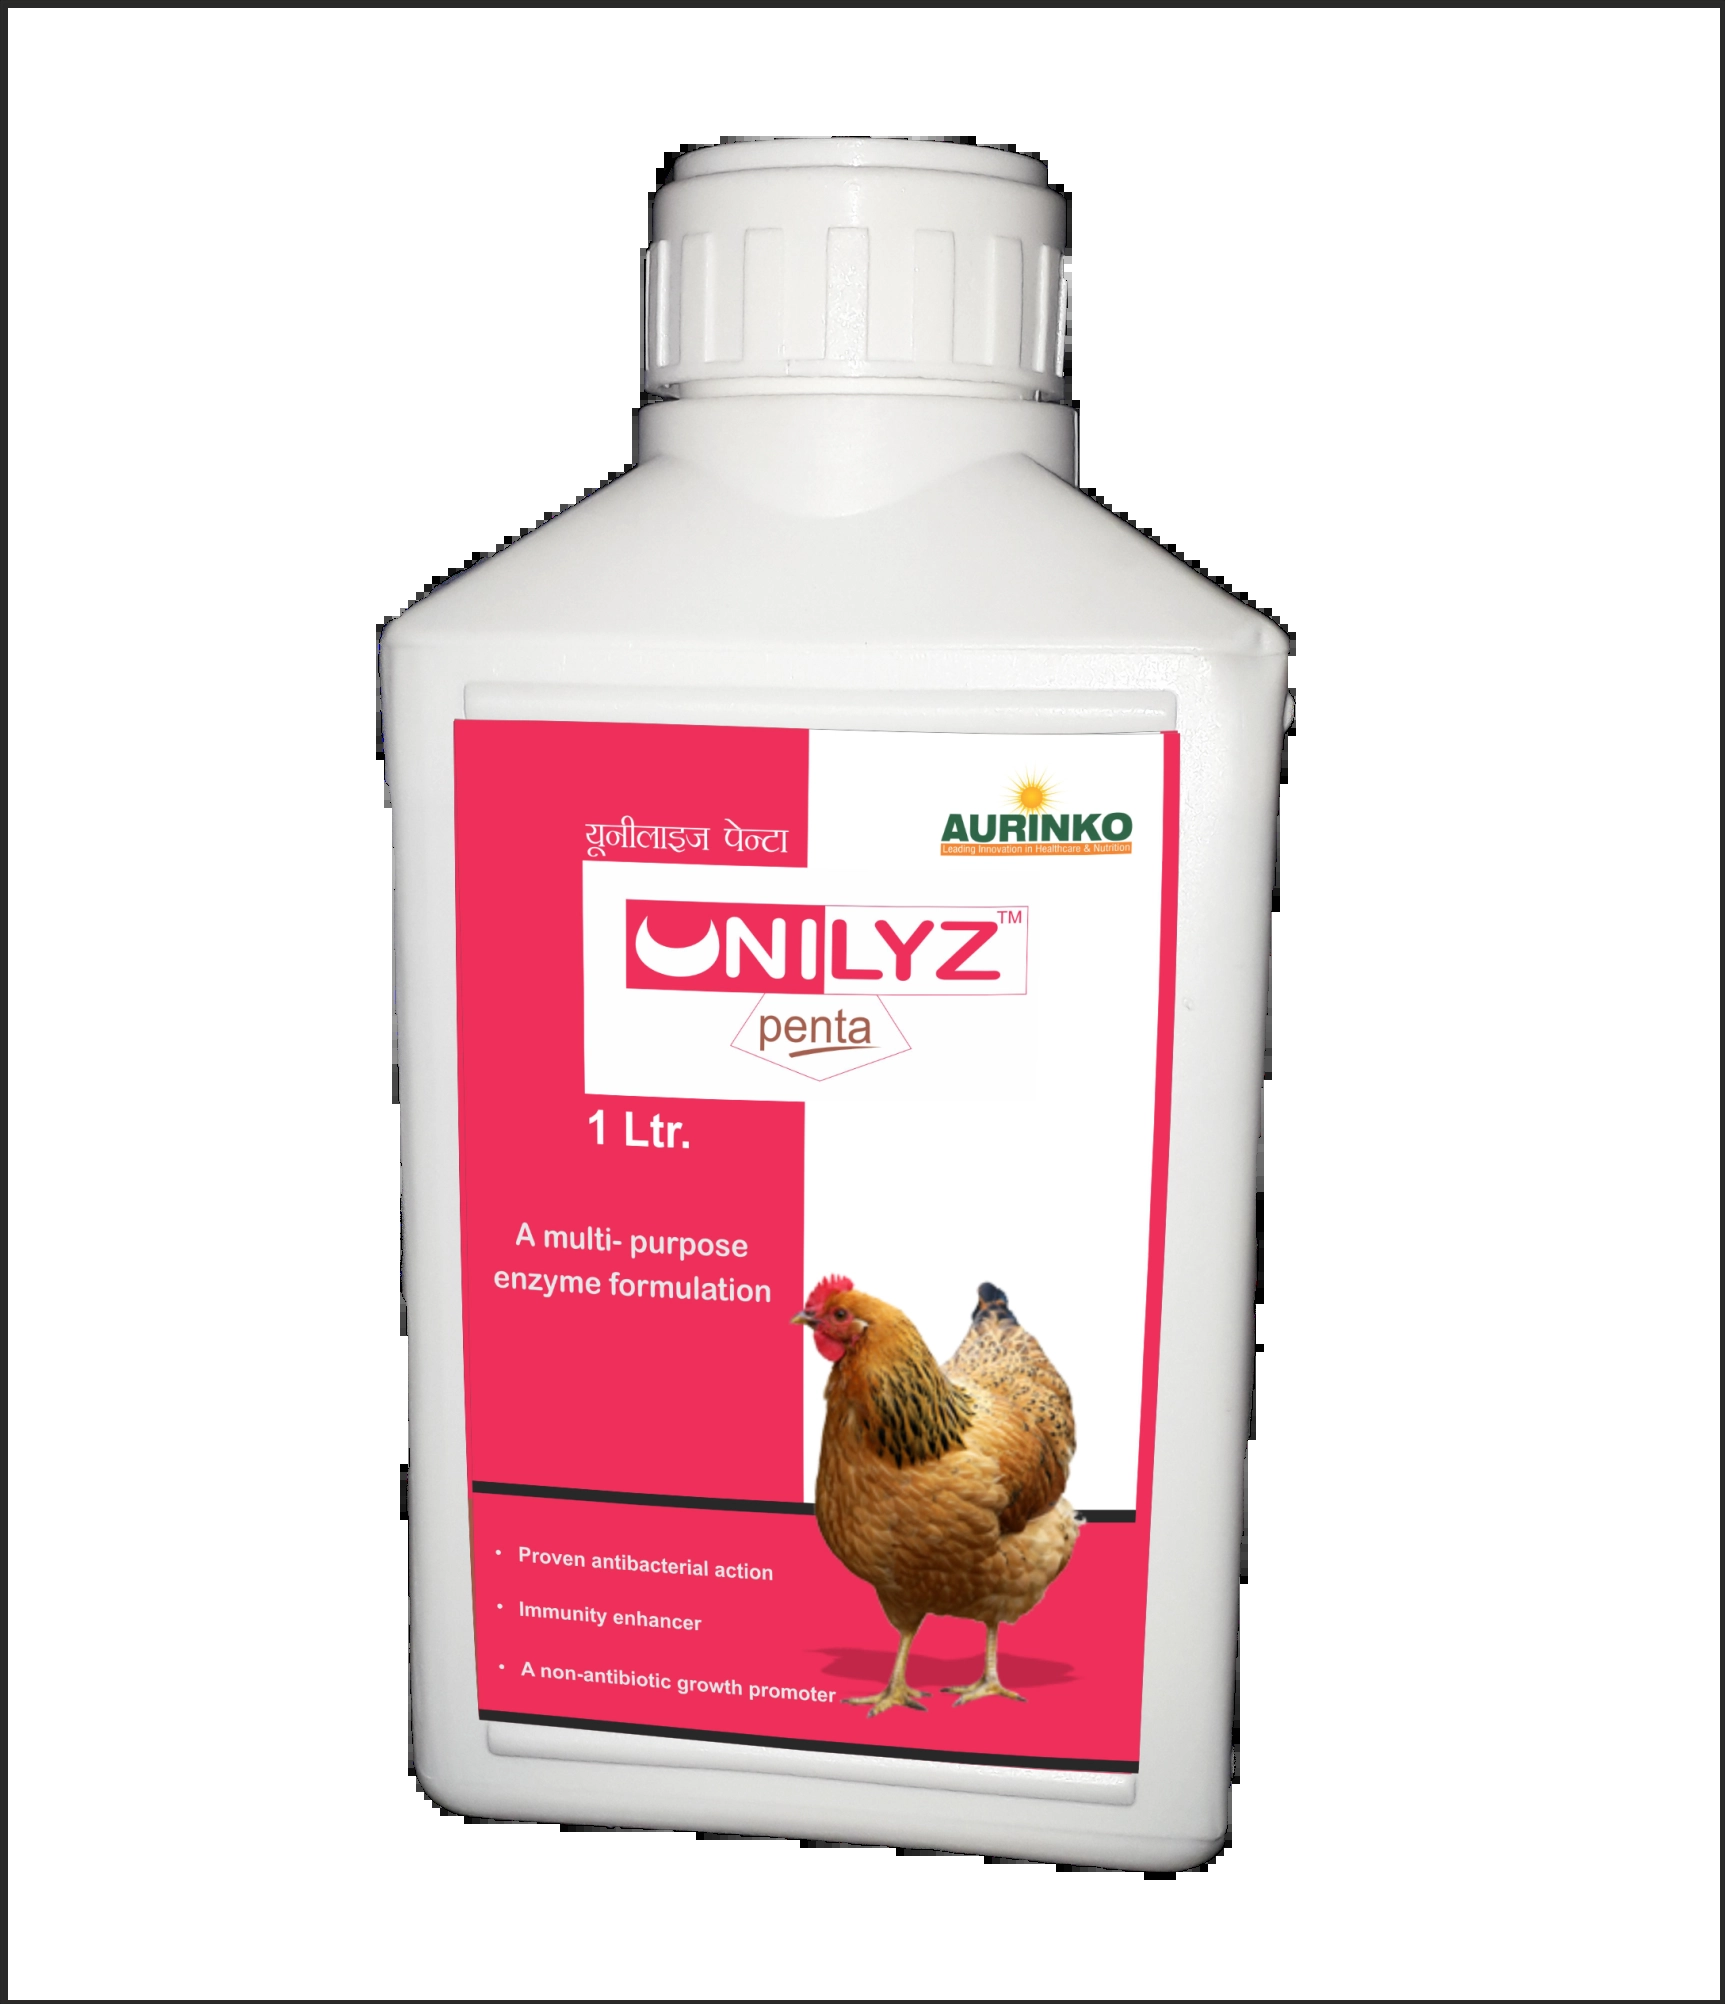 यूनीलाइज पेन्टा
AURINKO
Leading Innovation in Healthcare & Nutrition
UNILYZ™
penta
1 Ltr.
A multi- purpose
enzyme formulation
• Proven antibacterial action
• Immunity enhancer
• A non-antibiotic growth promoter